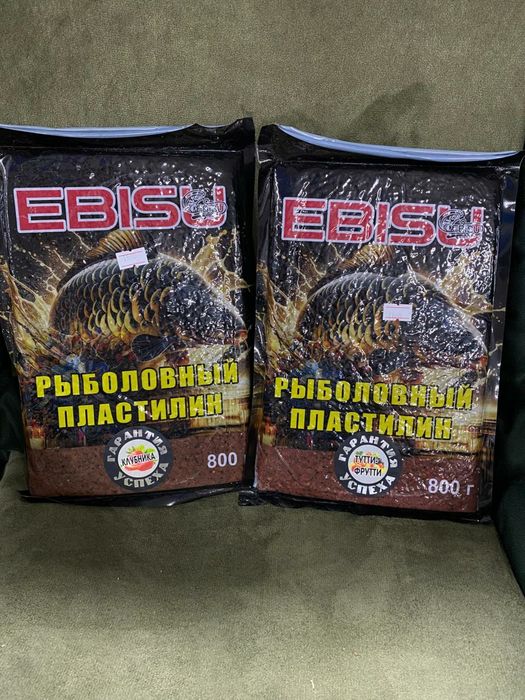 EBISU
РЫБОЛОВНЫЙ
ПЛАСТИЛИН
ГАРАНТИЯ
КЛУБНИКА
УСПЕХА
800
EBISU
РЫБОЛОВНЫЙ
ПЛАСТИЛИН
ГАРАНТИЯ
ТУТТИ
ФРУТТИ
УСПЕХА
800 г